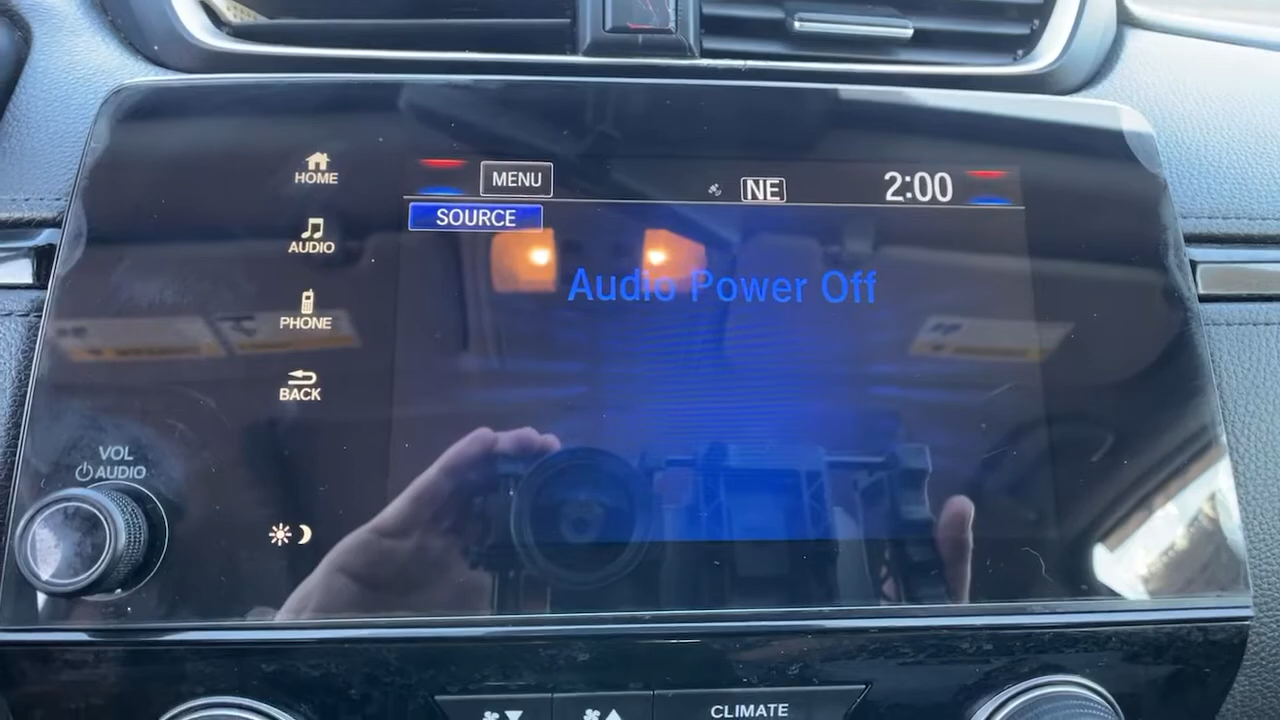 HOME
MENU
NE
2:00
SOURCE
AUDIO
Audio Power Off
PHONE
BACK
VOL
AUDIO
CLIMATE